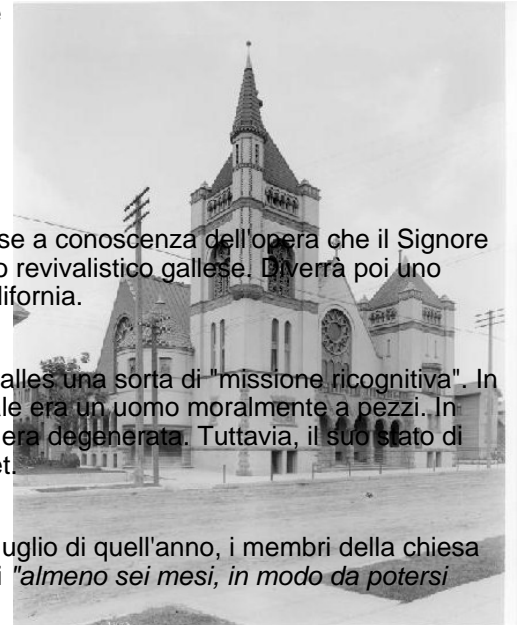 se a conoscenza dell'opera che il Signore
o revivalistico gallese. Diverrà poi uno
lifornia.
alles una sorta di "missione ricognitiva". In
le era un uomo moralmente a pezzi. In
era degenerata. Tuttavia, il suo stato di
et.
uglio di quell'anno, i membri della chiesa
i "almeno sei mesi, in modo da potersi